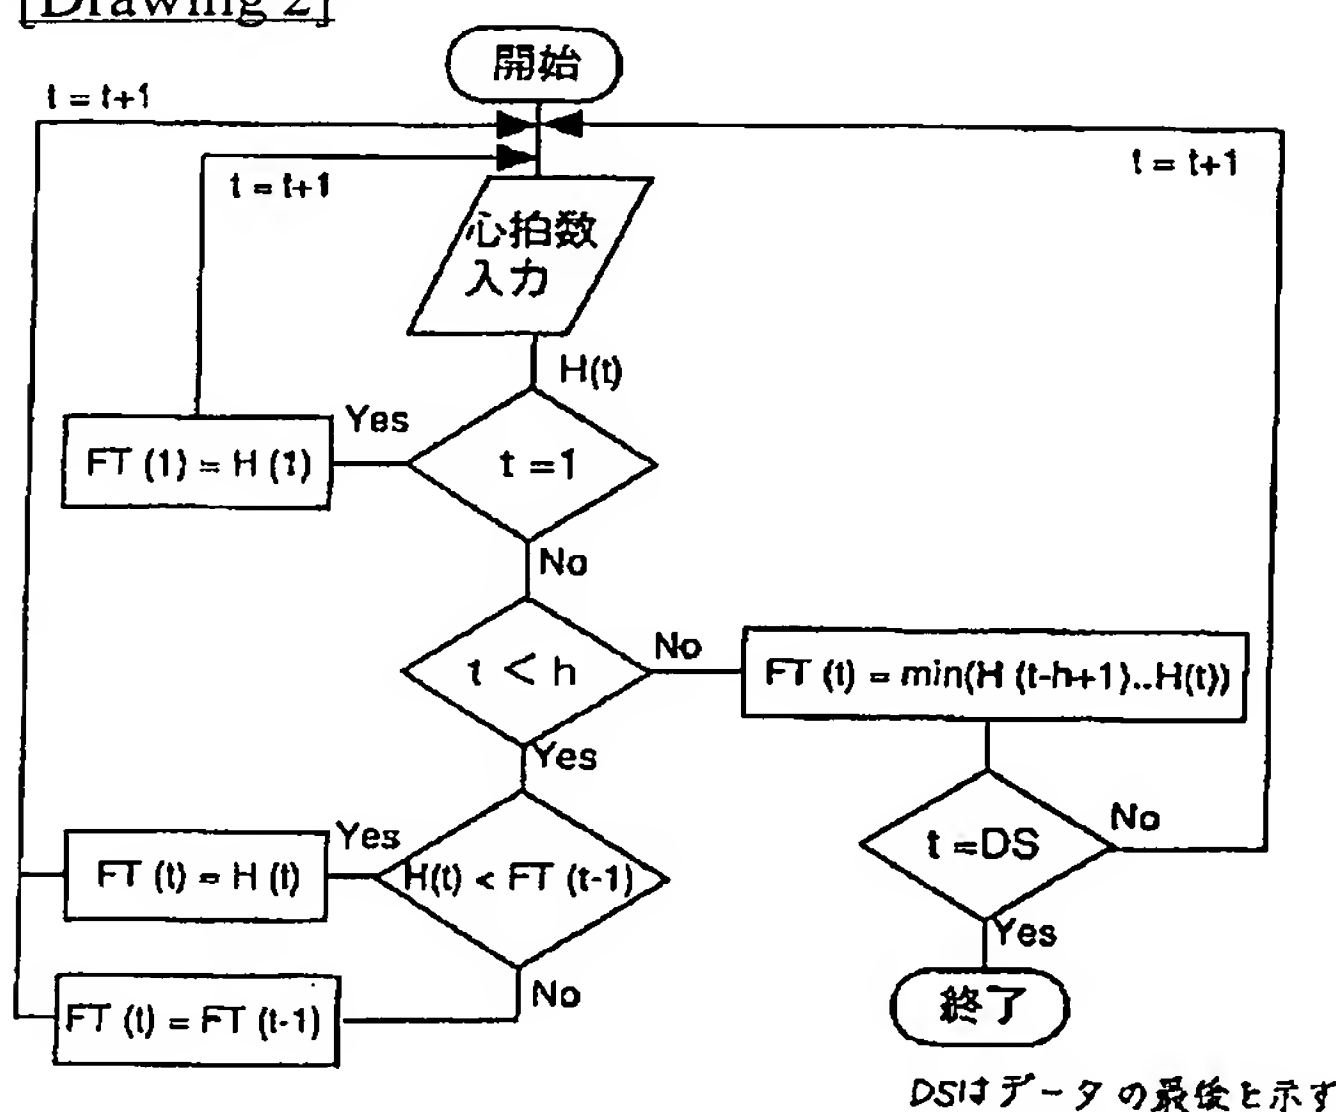 [Drawing 2]
開始
t = t+1
t = t+1
t = t+1
心拍数
入力
H(t)
Yes
FT (1) = H (1)
t =1
No
t < h
No
FT (t) = min(H (t-h+1}..H(t))
Yes
Yes
FT (t) = H (t)
H(t) < FT (t-1)
t =DS
No
Yes
No
FT (t) = FT (t-1)
終了
DSはデータの最後を示す